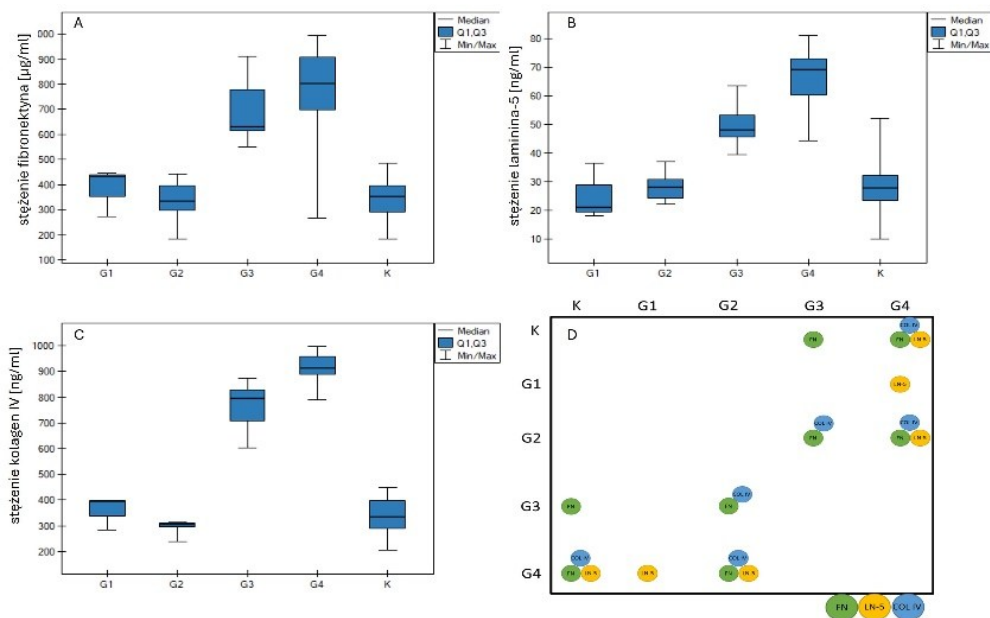 A
stężenie fibronektyna [µg/ml]
000
900
800
700
600
500
400
300
200
100
G1 G2 G3 G4 K
Median
Q1,Q3
Min/Max
B
stężenie laminina-5 [ng/ml]
80
70
60
50
40
30
20
10
G1 G2 G3 G4 K
Median
Q1,Q3
Min/Max
C
stężenie kolagen IV [ng/ml]
1000
900
800
700
600
500
400
300
200
G1 G2 G3 G4 K
Median
Q1,Q3
Min/Max
K G1 G2 G3 G4
D
K
COL IV
FN FN LN-5
G1
LN-5
G2
COL IV COL IV
FN FN LN-5
G3
COL IV
FN FN
G4
COL IV COL IV
FN LN-5 LN-5 FN LN-5
FN LN-5 COL IV